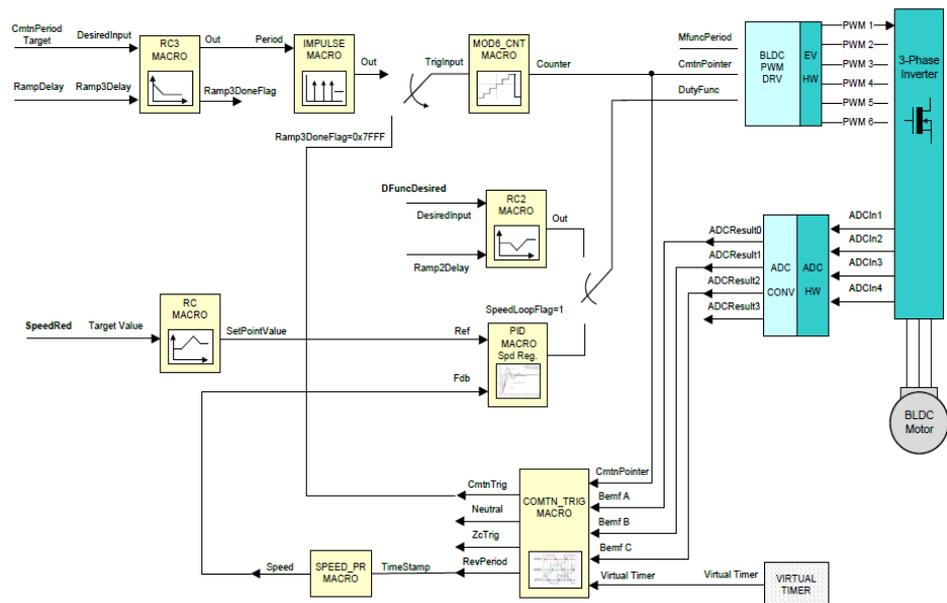 CmtnPeriod
Target
DesiredInput
RampDelay
Ramp3Delay
RC3
MACRO
Out
Ramp3DoneFlag
Period
IMPULSE
MACRO
Out
TrigInput
MOD6_CNT
MACRO
Counter
Ramp3DoneFlag=0x7FFF
MfuncPeriod
CmtnPointer
DutyFunc
BLDC
PWM
DRV
EV
HW
PWM 1
PWM 2
PWM 3
PWM 4
PWM 5
PWM 6
3-Phase
Inverter
DFuncDesired
DesiredInput
Ramp2Delay
RC2
MACRO
Out
ADCResult0
ADCResult1
ADCResult2
ADCResult3
ADC
CONV
ADC
HW
ADCIn1
ADCIn2
ADCIn3
ADCIn4
SpeedRed
Target Value
RC
MACRO
SetPointValue
SpeedLoopFlag=1
Ref
Fdb
PID
MACRO
Spd Reg.
BLDC
Motor
CmtnTrig
Neutral
ZcTrig
RevPeriod
COMTN_TRIG
MACRO
CmtnPointer
Bemf A
Bemf B
Bemf C
Virtual Timer
Virtual Timer
VIRTUAL
TIMER
Speed
SPEED_PR
MACRO
TimeStamp